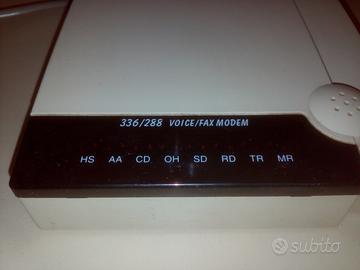 336/288 VOICE/FAX MODEM
HS AA CD OH SD RD TR MR
subito